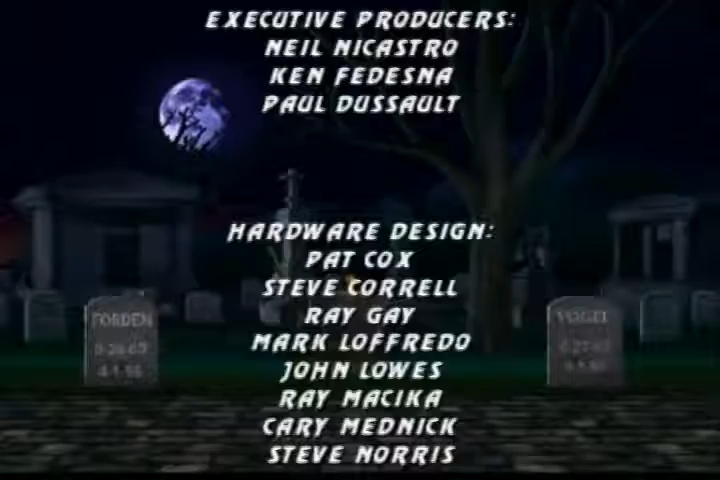 EXECUTIVE PRODUCERS:
NEIL NICASTRO
KEN FEDESNA
PAUL DUSSAULT
HARDWARE DESIGN:
PAT COX
STEVE CORRELL
RAY GAY
MARK LOFFREDO
JOHN LOWES
RAY MACIKA
CARY MEDNICK
STEVE NORRIS
FORDEN
VOGEL